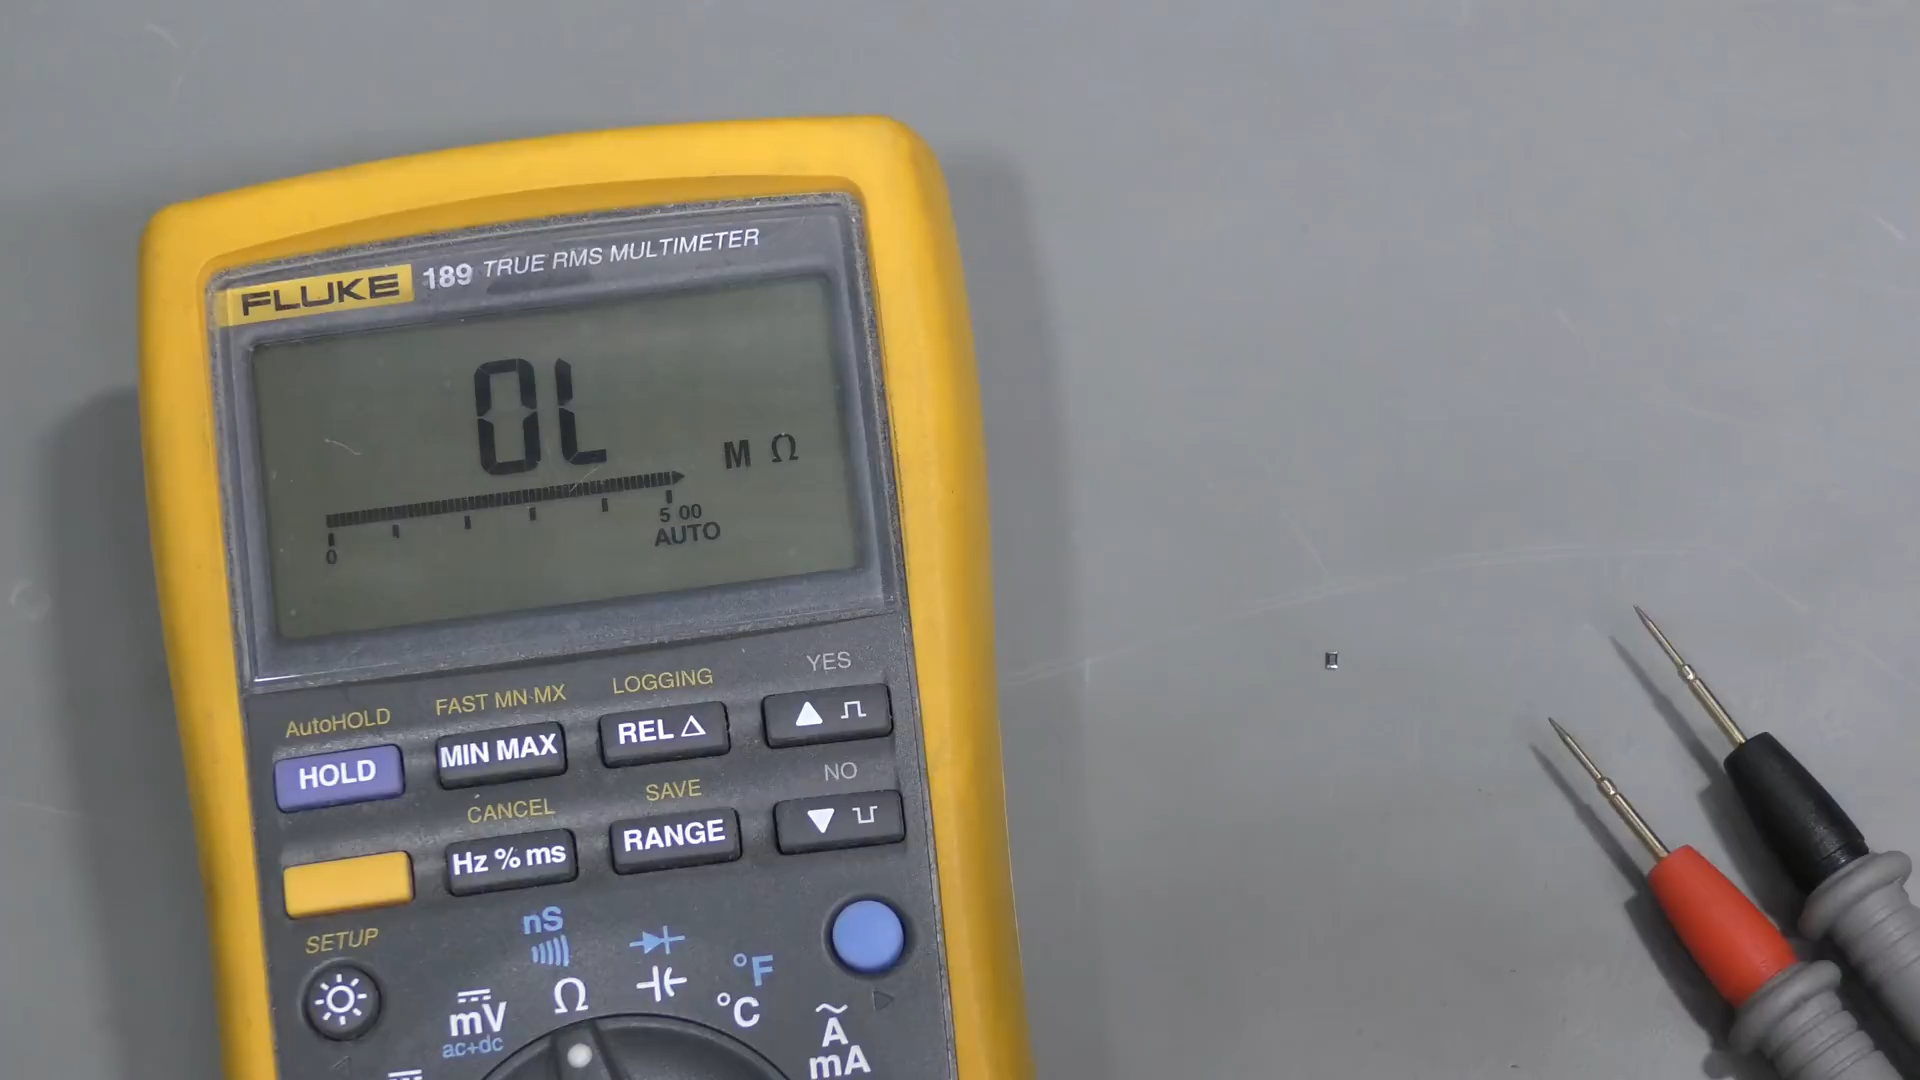 FLUKE 189 TRUE RMS MULTIMETER
OL
M Ω
0
5 00
AUTO
YES
AutoHOLD FAST MN MX LOGGING
HOLD MIN MAX REL △ ▲
NO
CANCEL SAVE
Hz % ms RANGE ▼
SETUP
nS
Ω
°F
°C
mV
ac+dc
A
mA